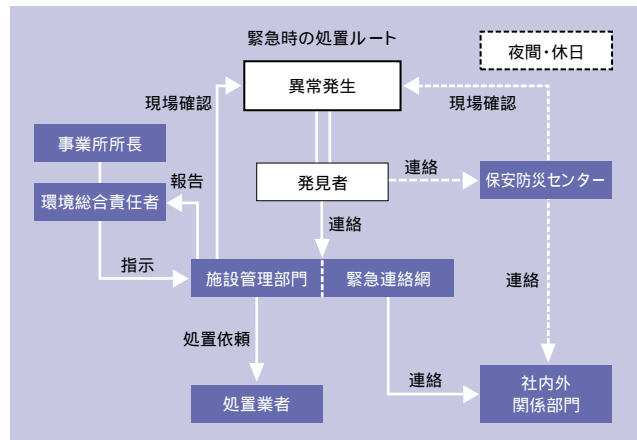 緊急時の処置ルート
夜間・休日
異常発生
現場確認
現場確認
事業所所長
発見者
連絡
保安防災センター
環境総合責任者
報告
連絡
指示
施設管理部門
緊急連絡網
連絡
処置依頼
連絡
処置業者
社内外
関係部門